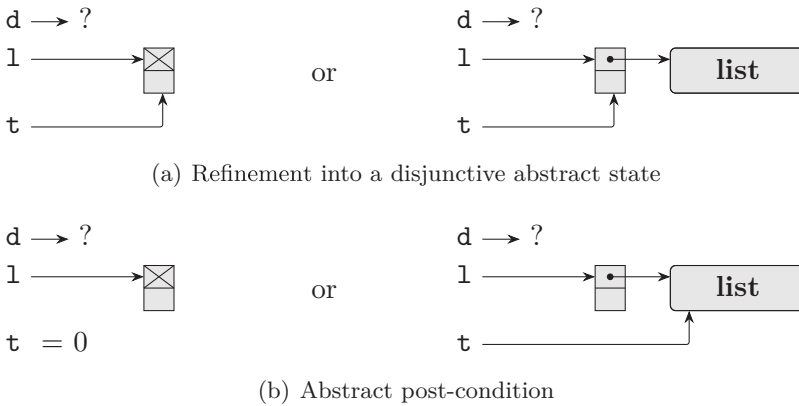 d ? d ?
l or l list
t t
(a) Refinement into a disjunctive abstract state
d ? d ?
l or l list
t = 0 t
(b) Abstract post-condition